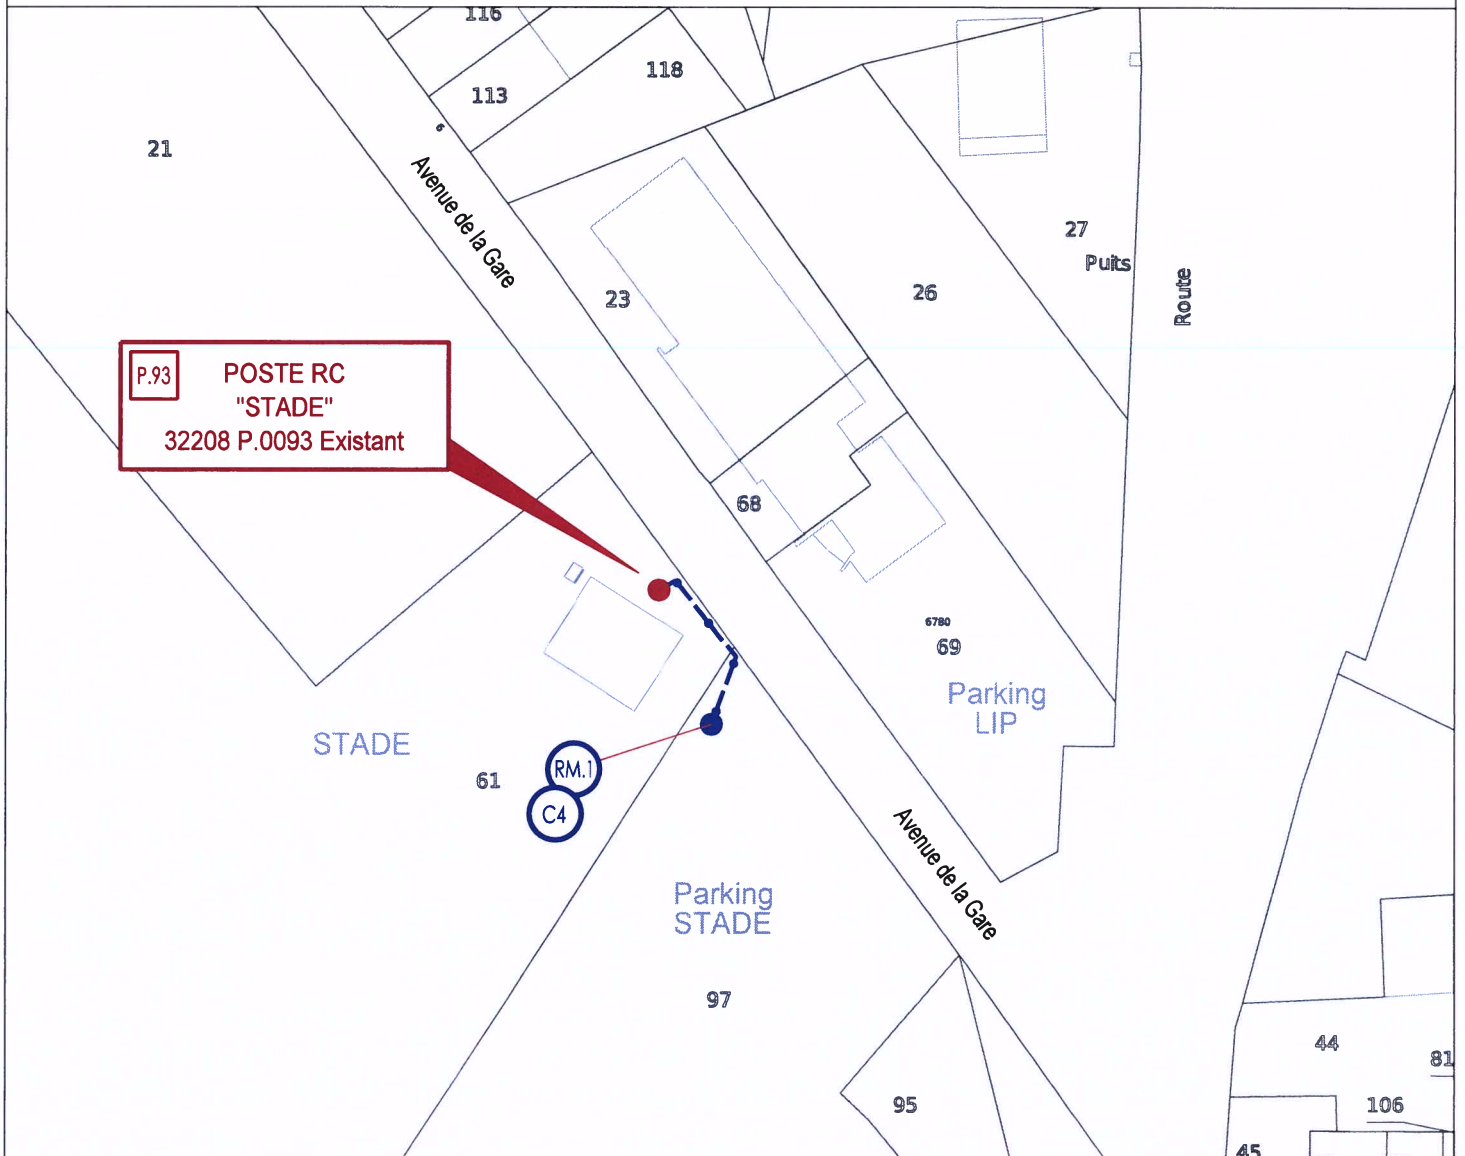 116
118
113
6
21
Avenue de la Gare
27
Puits
Route
26
23
P.93
POSTE RC
"STADE"
32208 P.0093 Existant
68
6780
69
Parking
LIP
STADE
61
RM.1
C4
Avenue de la Gare
Parking
STADE
97
44
81
95
106
45